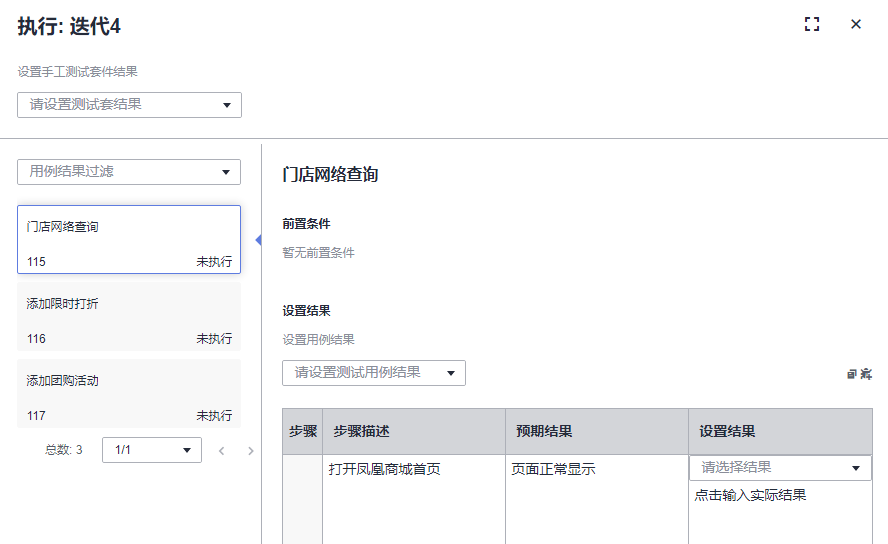 执行: 迭代4
设置手工测试套件结果
请设置测试套结果
用例结果过滤
门店网络查询
115 未执行
添加限时打折
116 未执行
添加团购活动
117 未执行
总数: 3 1/1
门店网络查询
前置条件
暂无前置条件
设置结果
设置用例结果
请设置测试用例结果
步骤 步骤描述 预期结果 设置结果
打开凤凰商城首页 页面正常显示 请选择结果
点击输入实际结果